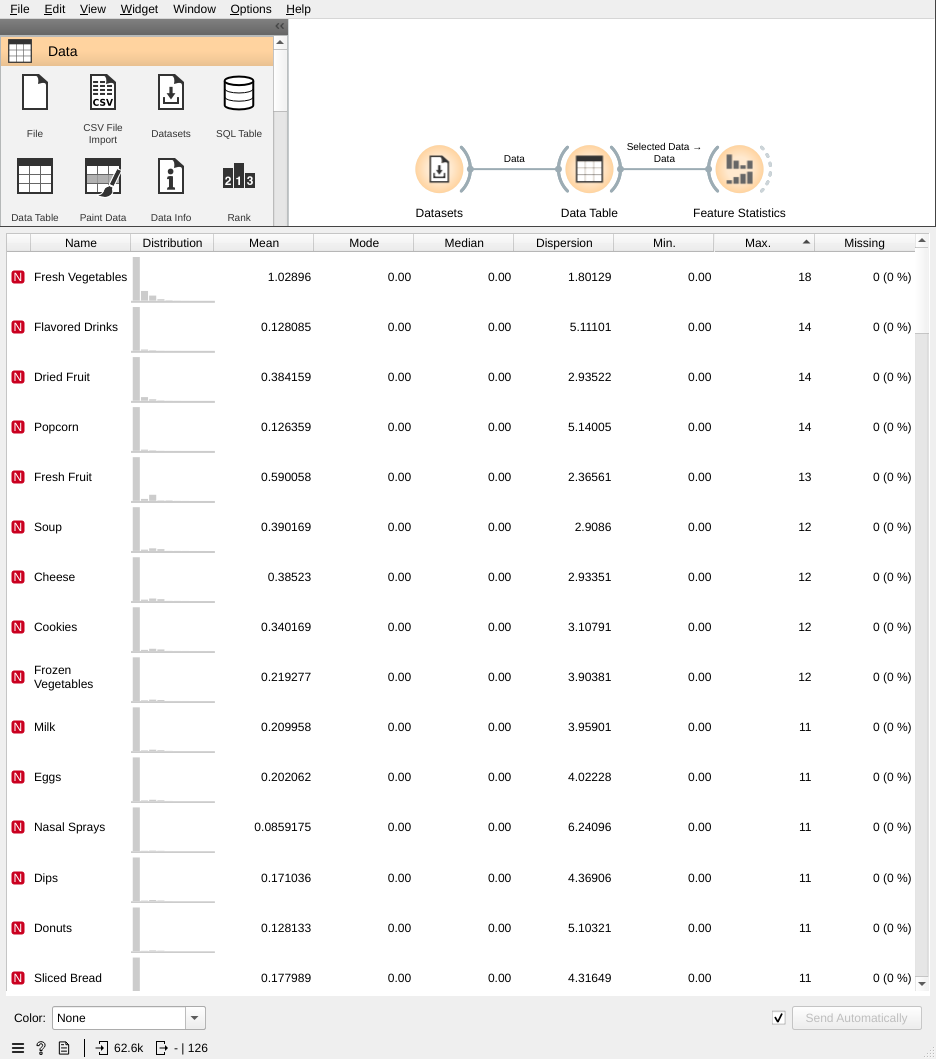 File Edit View Widget Window Options Help
Data
File
CSV
CSV File Import
Datasets
SQL Table
Data Table
Paint Data
Data Info
2 1 3
Rank
Data
Selected Data →
Data
Datasets
Data Table
Feature Statistics
Name Distribution Mean Mode Median Dispersion Min. Max. Missing
N Fresh Vegetables 1.02896 0.00 0.00 1.80129 0.00 18 0 (0 %)
N Flavored Drinks 0.128085 0.00 0.00 5.11101 0.00 14 0 (0 %)
N Dried Fruit 0.384159 0.00 0.00 2.93522 0.00 14 0 (0 %)
N Popcorn 0.126359 0.00 0.00 5.14005 0.00 14 0 (0 %)
N Fresh Fruit 0.590058 0.00 0.00 2.36561 0.00 13 0 (0 %)
N Soup 0.390169 0.00 0.00 2.9086 0.00 12 0 (0 %)
N Cheese 0.38523 0.00 0.00 2.93351 0.00 12 0 (0 %)
N Cookies 0.340169 0.00 0.00 3.10791 0.00 12 0 (0 %)
N Frozen Vegetables 0.219277 0.00 0.00 3.90381 0.00 12 0 (0 %)
N Milk 0.209958 0.00 0.00 3.95901 0.00 11 0 (0 %)
N Eggs 0.202062 0.00 0.00 4.02228 0.00 11 0 (0 %)
N Nasal Sprays 0.0859175 0.00 0.00 6.24096 0.00 11 0 (0 %)
N Dips 0.171036 0.00 0.00 4.36906 0.00 11 0 (0 %)
N Donuts 0.128133 0.00 0.00 5.10321 0.00 11 0 (0 %)
N Sliced Bread 0.177989 0.00 0.00 4.31649 0.00 11 0 (0 %)
Color: None Send Automatically
? 62.6k - | 126